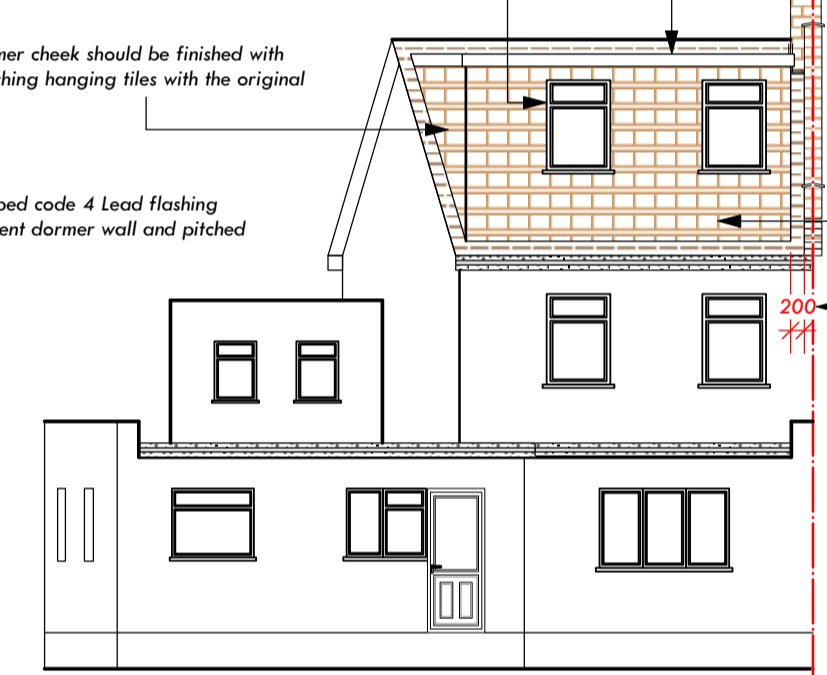 mer cheek should be finished with
ching hanging tiles with the original
ped code 4 Lead flashing
ent dormer wall and pitched
200